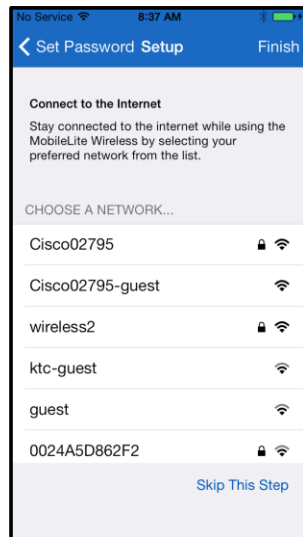 No Service 8:37 AM
Set Password Setup Finish
Connect to the Internet
Stay connected to the internet while using the
MobileLite Wireless by selecting your
preferred network from the list.
CHOOSE A NETWORK...
Cisco02795
Cisco02795-guest
wireless2
ktc-guest
guest
0024A5D862F2
Skip This Step